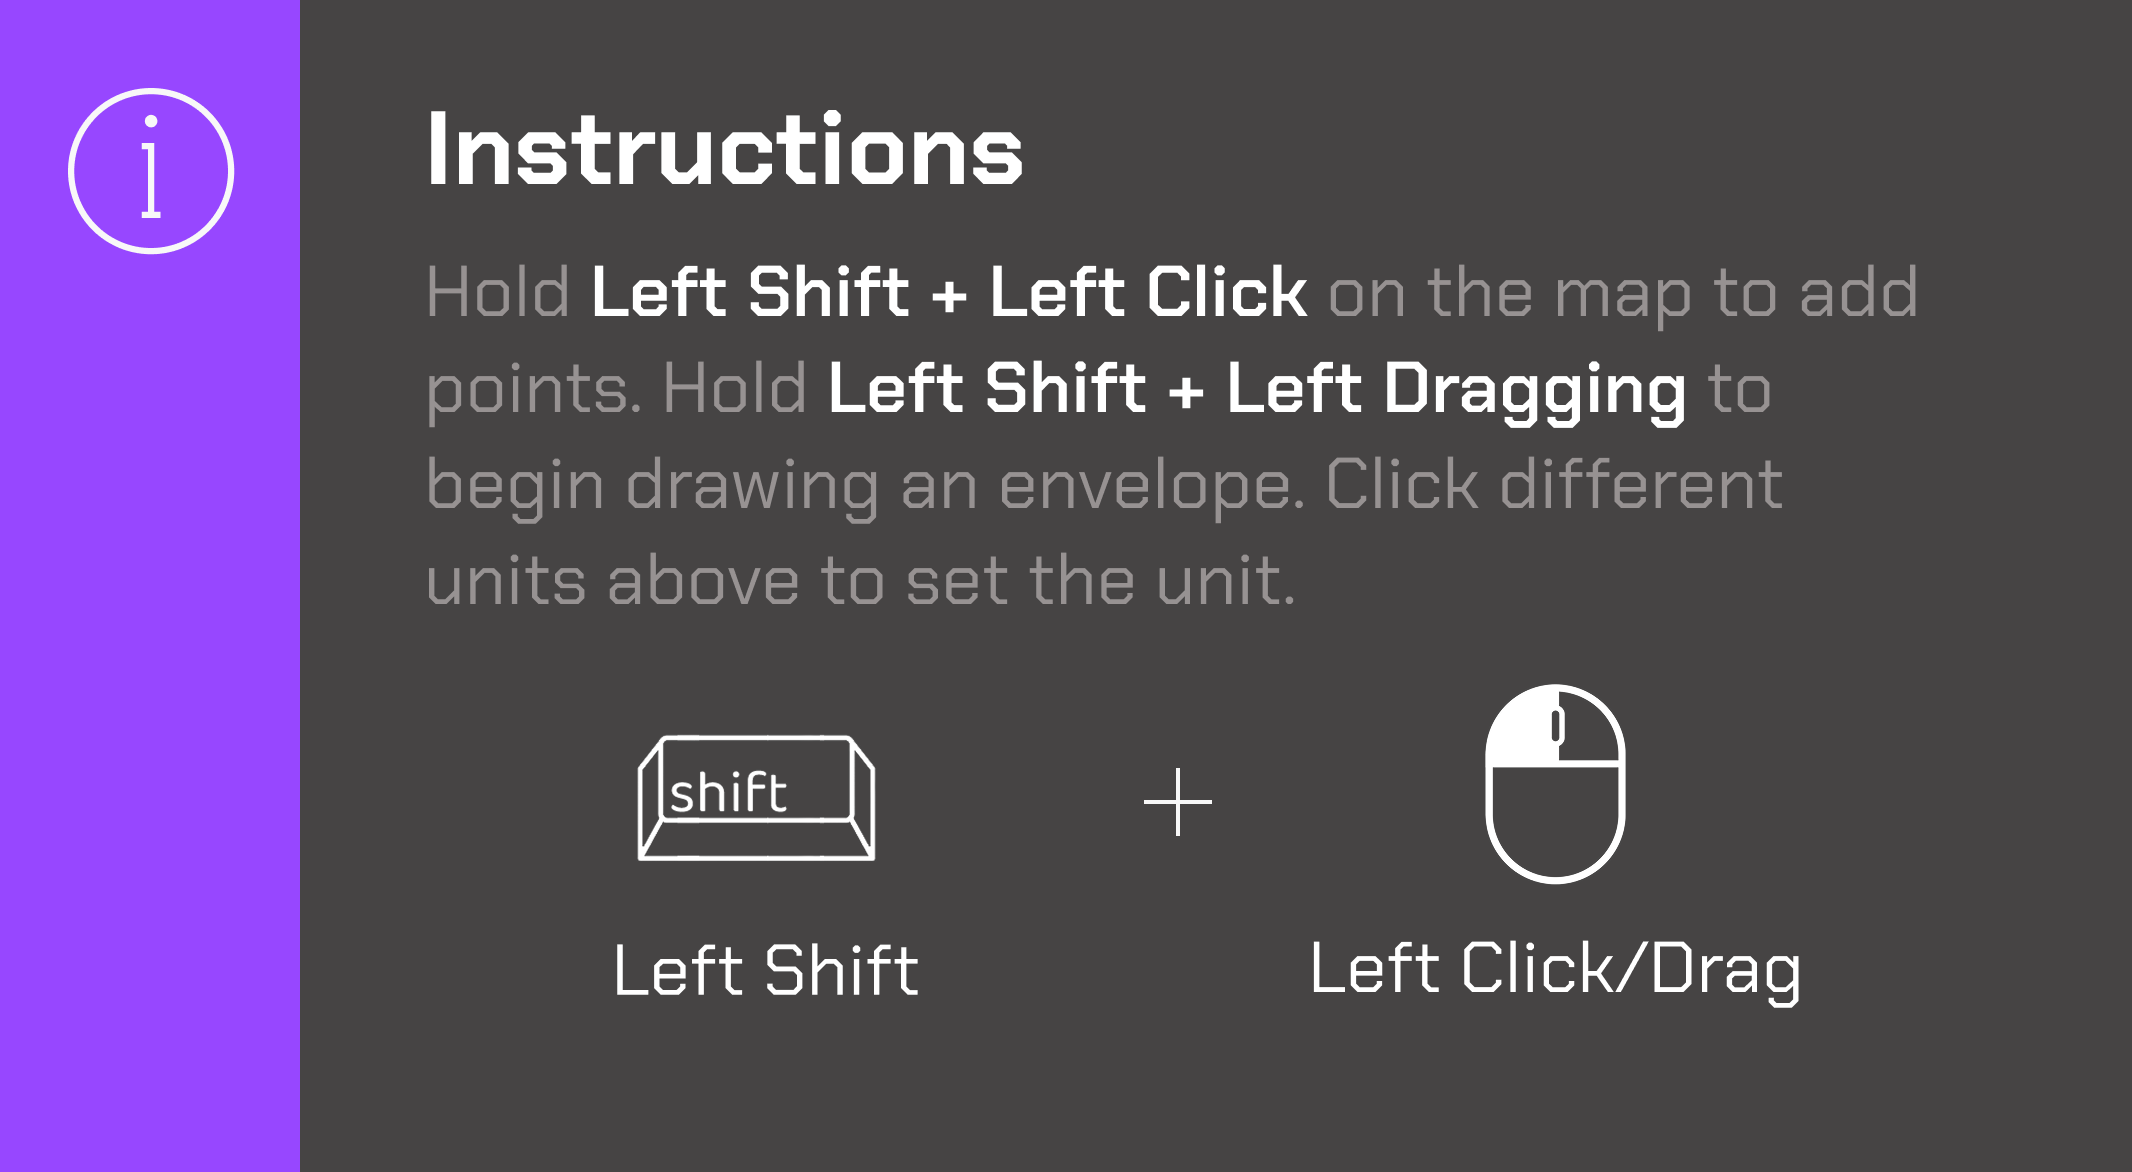 i
Instructions
Hold Left Shift + Left Click on the map to add
points. Hold Left Shift + Left Dragging to
begin drawing an envelope. Click different
units above to set the unit.
shift
+
Left Shift
Left Click/Drag